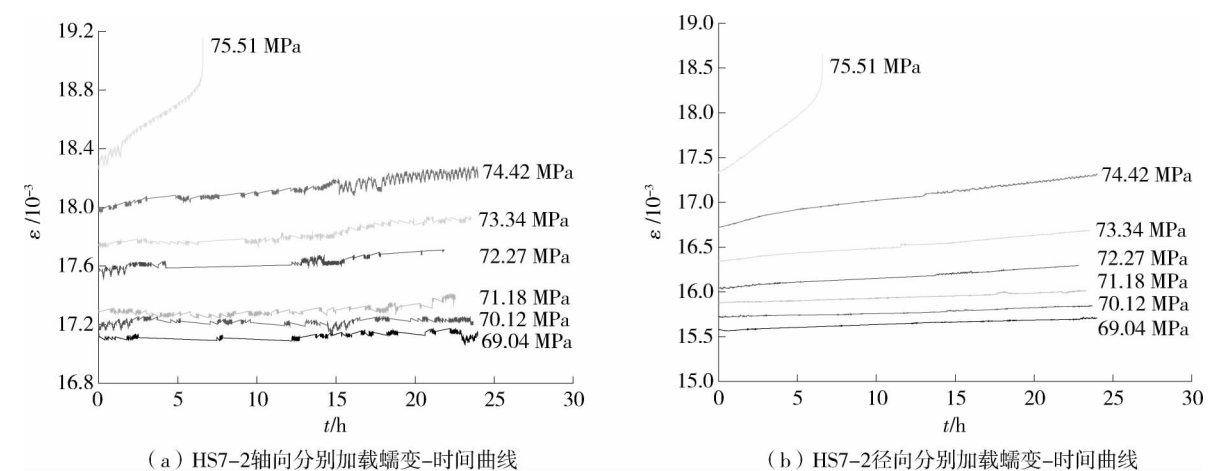 19.2
18.8
18.4
18.0
17.6
17.2
16.8
ε /10⁻³
75.51 MPa
74.42 MPa
73.34 MPa
72.27 MPa
71.18 MPa
70.12 MPa
69.04 MPa
0 5 10 15 20 25 30
t/h
(a) HS7-2轴向分别加载蠕变-时间曲线
19.0
18.5
18.0
17.5
17.0
16.5
16.0
15.5
15.0
ε /10⁻³
75.51 MPa
74.42 MPa
73.34 MPa
72.27 MPa
71.18 MPa
70.12 MPa
69.04 MPa
0 5 10 15 20 25 30
t/h
(b) HS7-2径向分别加载蠕变-时间曲线